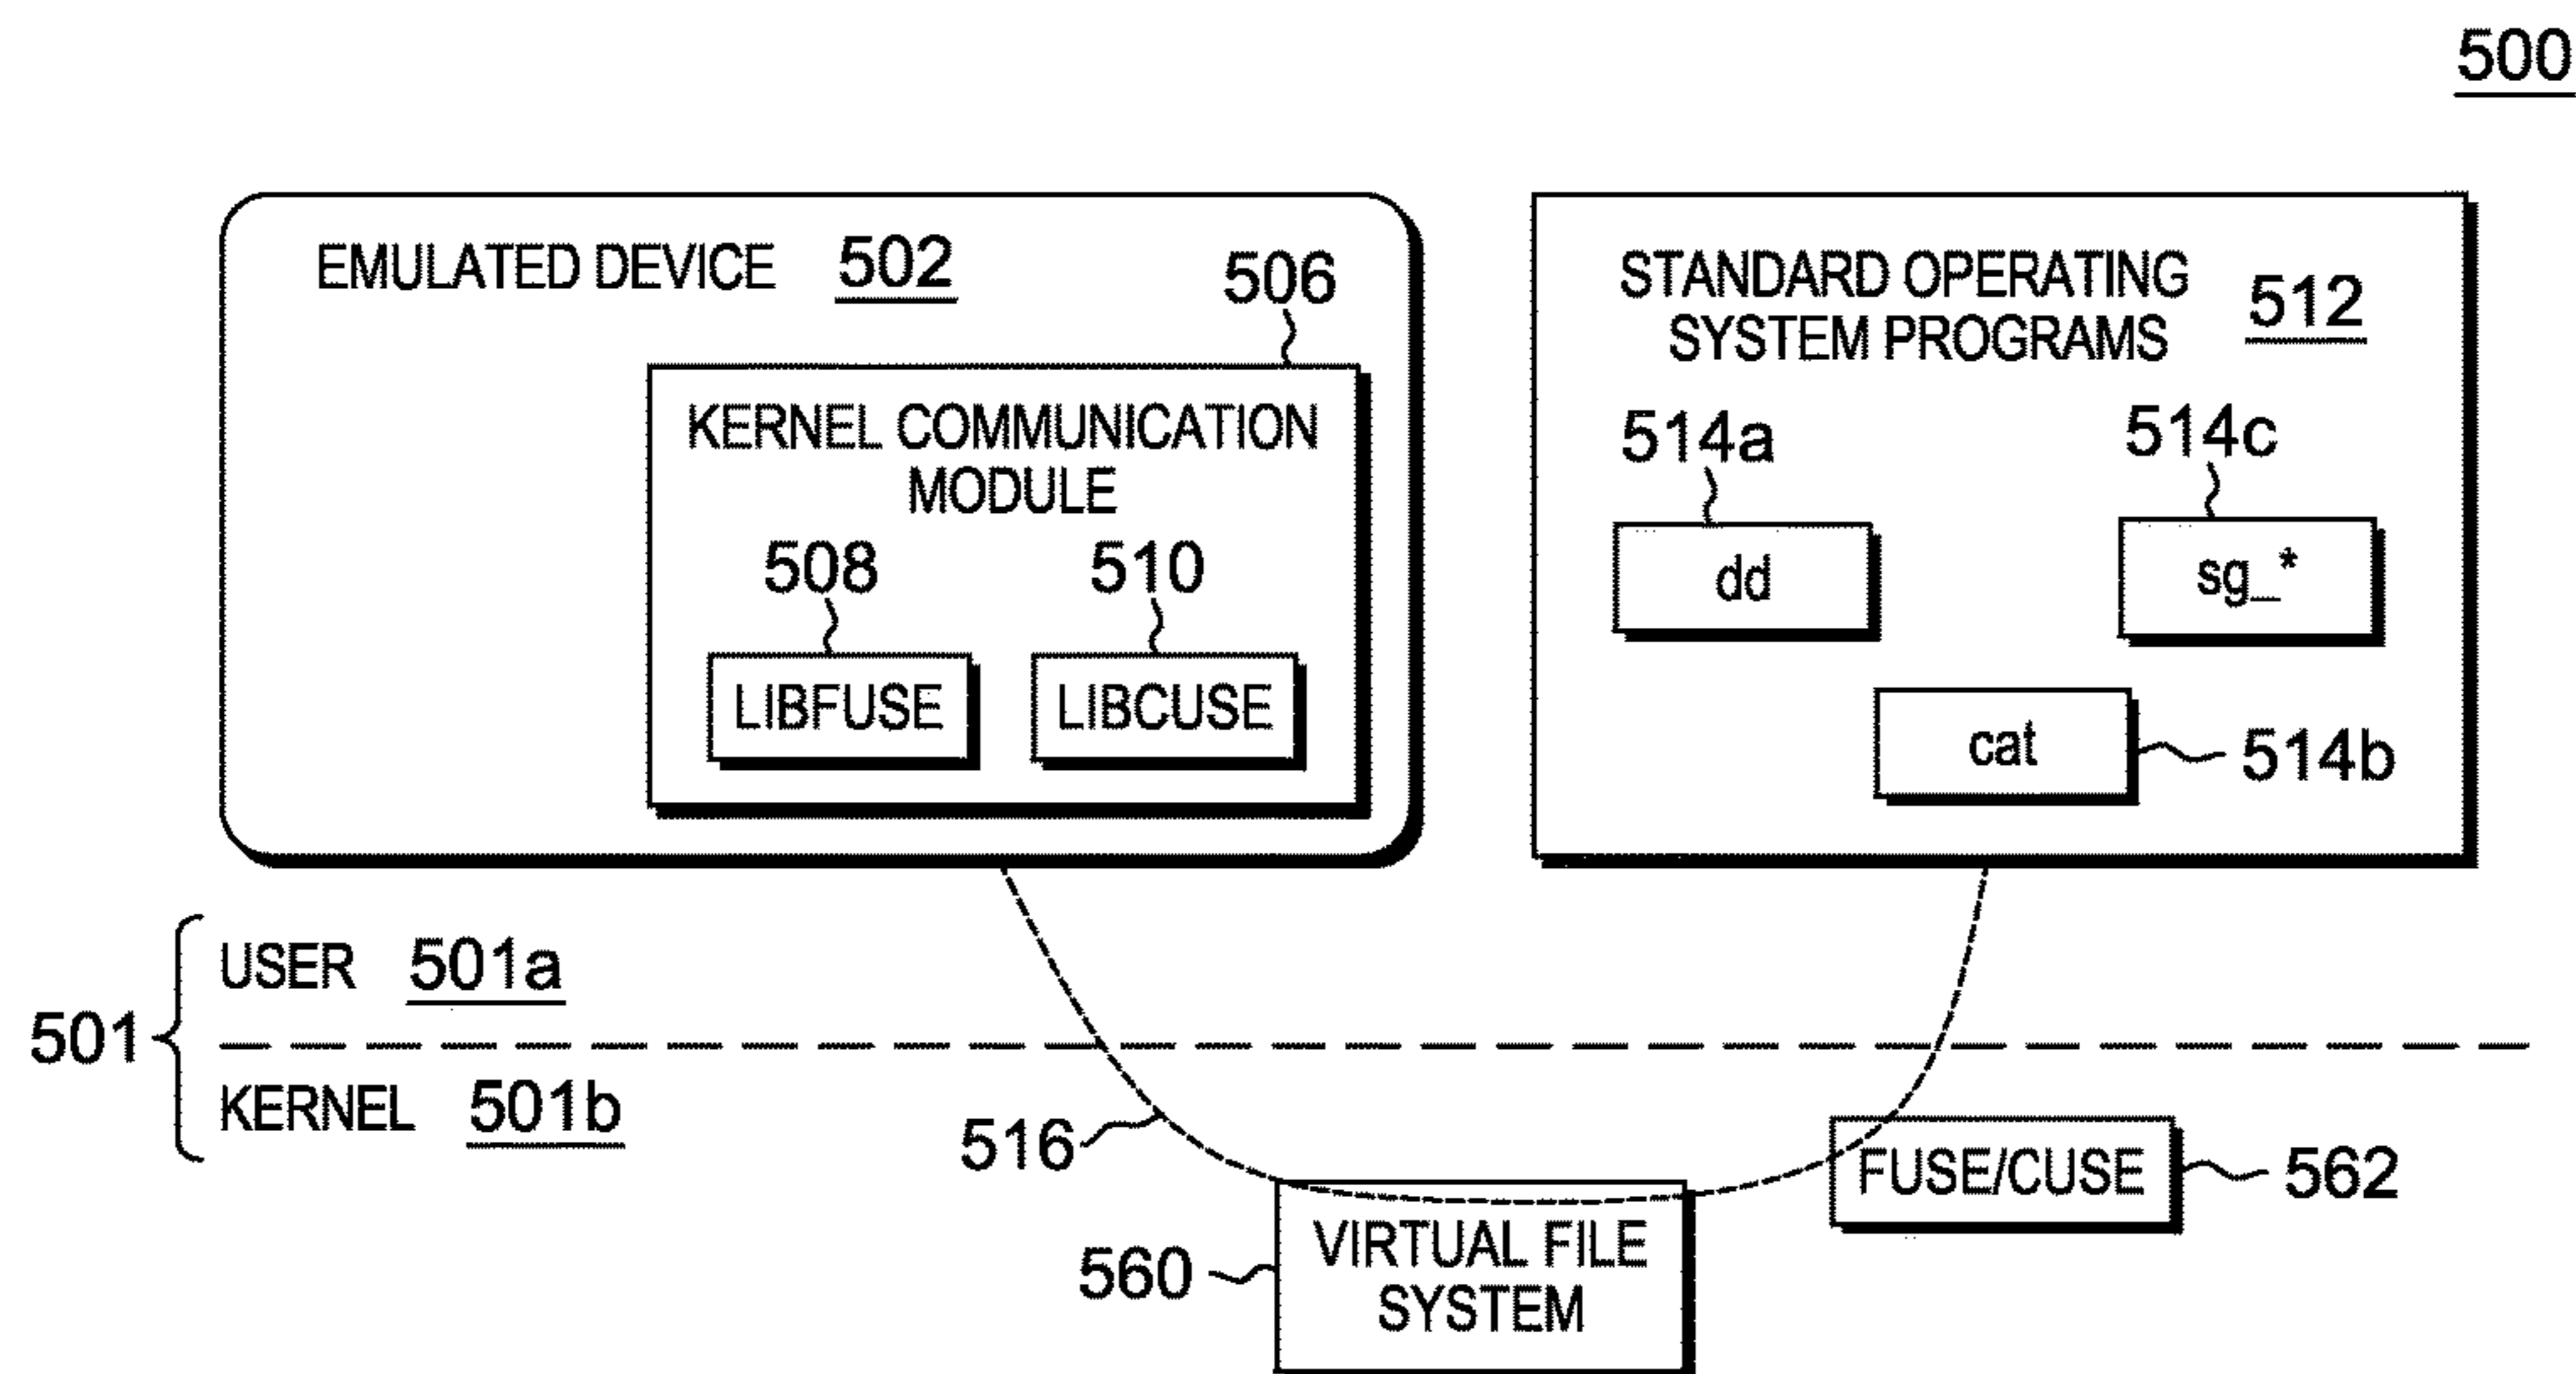 500
EMULATED DEVICE 502
506
KERNEL COMMUNICATION
MODULE
508
510
LIBFUSE
LIBCUSE
STANDARD OPERATING
SYSTEM PROGRAMS
512
514a
514c
dd
sg_*
cat
514b
USER 501a
501
KERNEL 501b
516
FUSE/CUSE
562
560
VIRTUAL FILE
SYSTEM